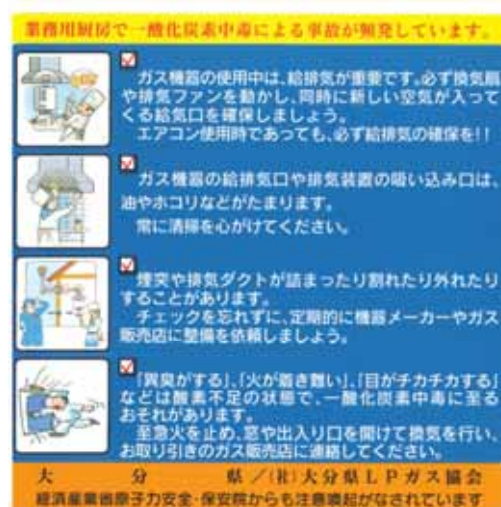 業務用厨房で一酸化炭素中毒による事故が頻発しています。
ガス機器の使用中は、給排気が重要です。必ず換気扇
や排気ファンを動かし、同時に新しい空気が入って
くる給気口を確保しましょう。
エアコン使用時であっても、必ず給排気の確保を!!
ガス機器の給排気口や排気装置の吸い込み口は、
油やホコリなどがたまります。
常に清掃を心がけてください。
煙突や排気ダクトが詰まったり割れたり外れたり
することがあります。
チェックを忘れずに、定期的に機器メーカーやガス
販売店に整備を依頼しましょう。
「異臭がする」、「火が着き難い」、「目がチカチカする」
などは酸素不足の状態で、一酸化炭素中毒に至る
おそれがあります。
至急火を止め、窓や出入り口を開けて換気を行い、
お取り引きのガス販売店に連絡してください。
大分県/(社)大分県LPガス協会
経済産業省原子力安全・保安院からも注意喚起がなされています